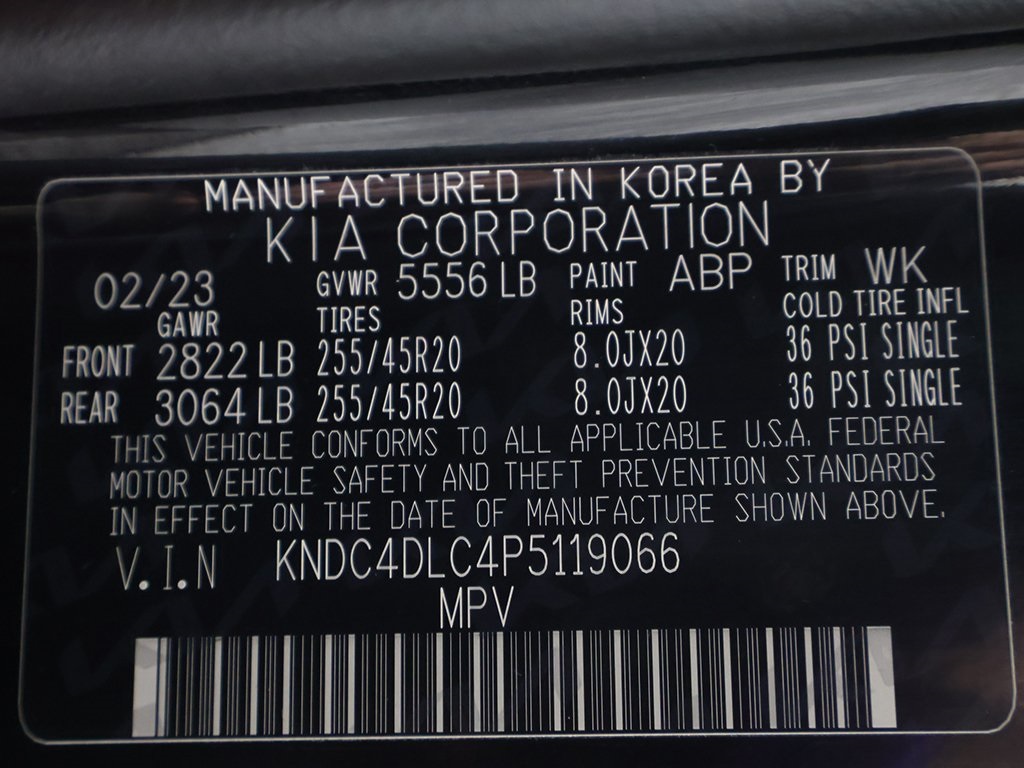 MANUFACTURED IN KOREA BY
KIA CORPORATION
02/23 GVWR 5556 LB PAINT ABP TRIM WK
GAWR TIRES RIMS COLD TIRE INFL
FRONT 2822 LB 255/45R20 8.0JX20 36 PSI SINGLE
REAR 3064 LB 255/45R20 8.0JX20 36 PSI SINGLE
THIS VEHICLE CONFORMS TO ALL APPLICABLE U.S.A. FEDERAL
MOTOR VEHICLE SAFETY AND THEFT PREVENTION STANDARDS
IN EFFECT ON THE DATE OF MANUFACTURE SHOWN ABOVE.
V.I.N KNDC4DLC4P5119066
MPV